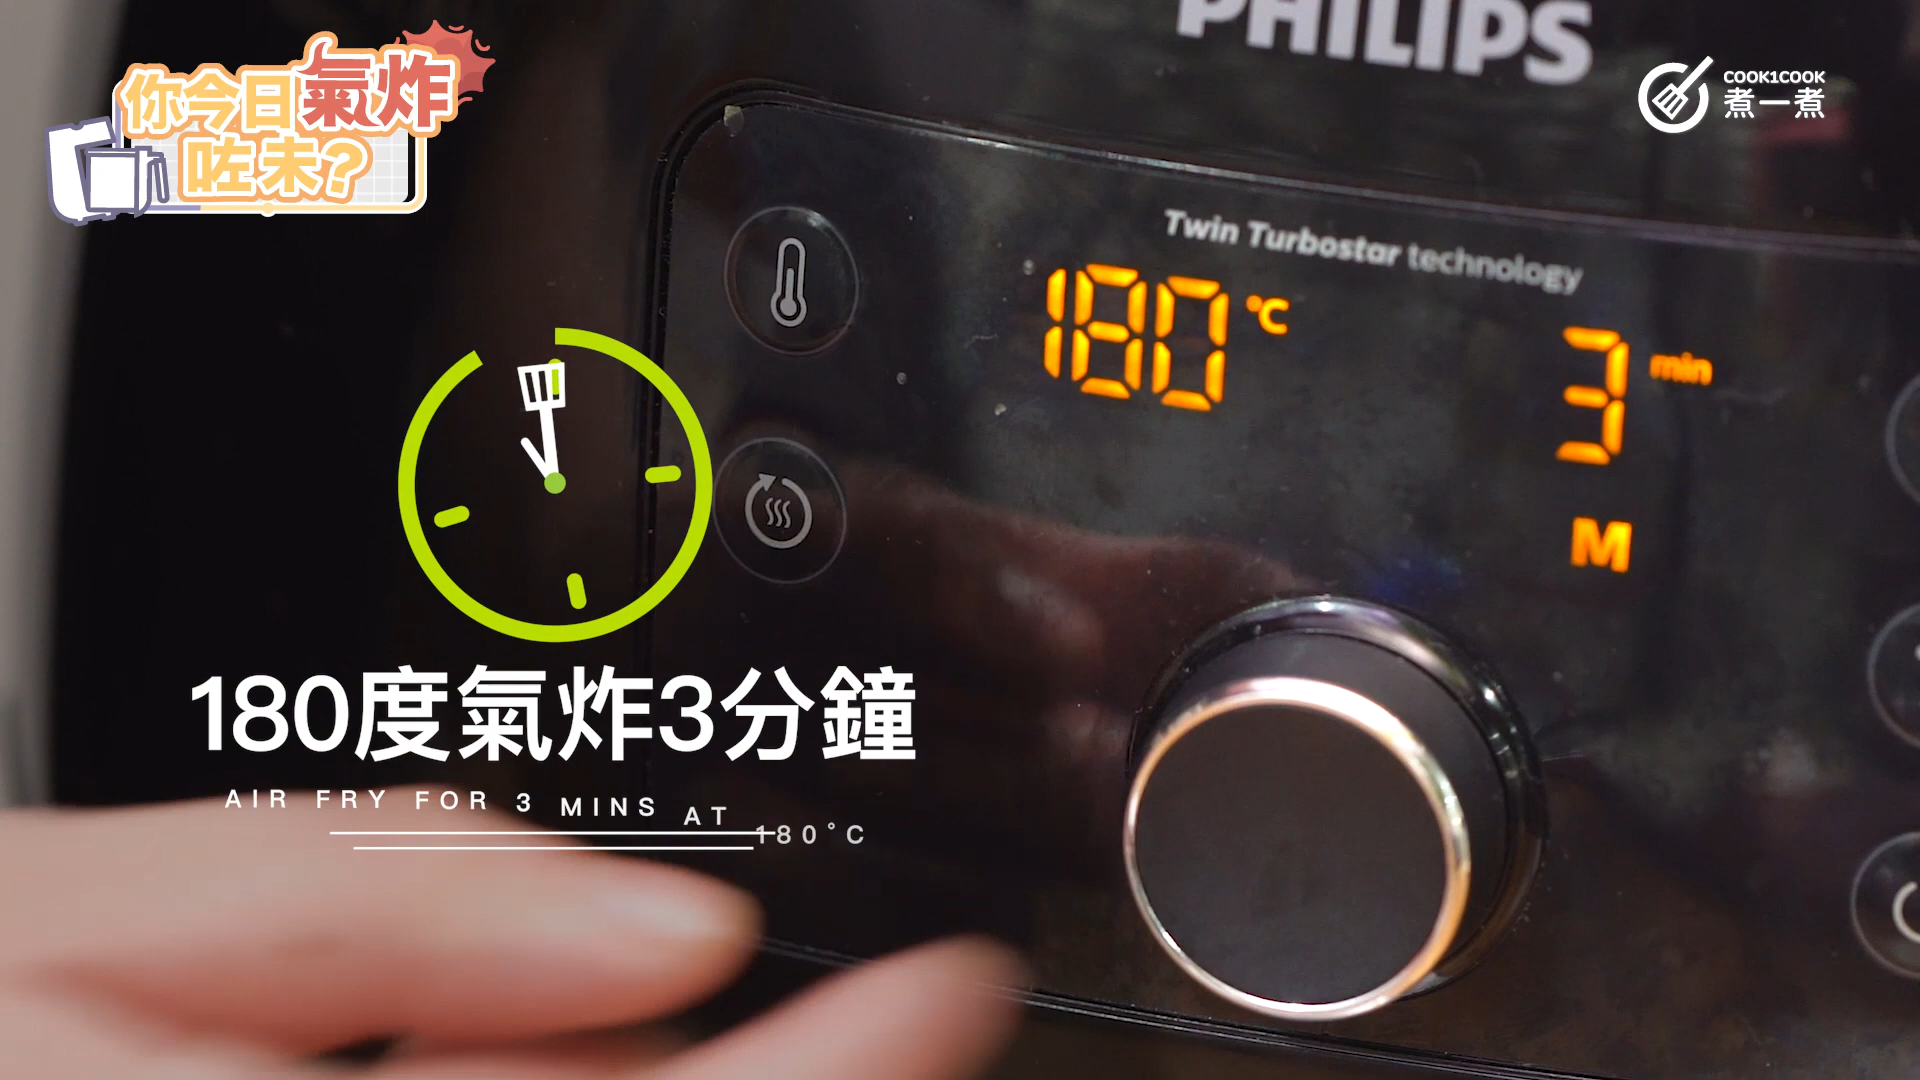 你今日氣炸
咗未?
PHILIPS
COOK1COOK
煮一煮
Twin Turbostar technology
180 °C
3 min
M
180度氣炸3分鐘
AIR FRY FOR 3 MINS AT 180°C